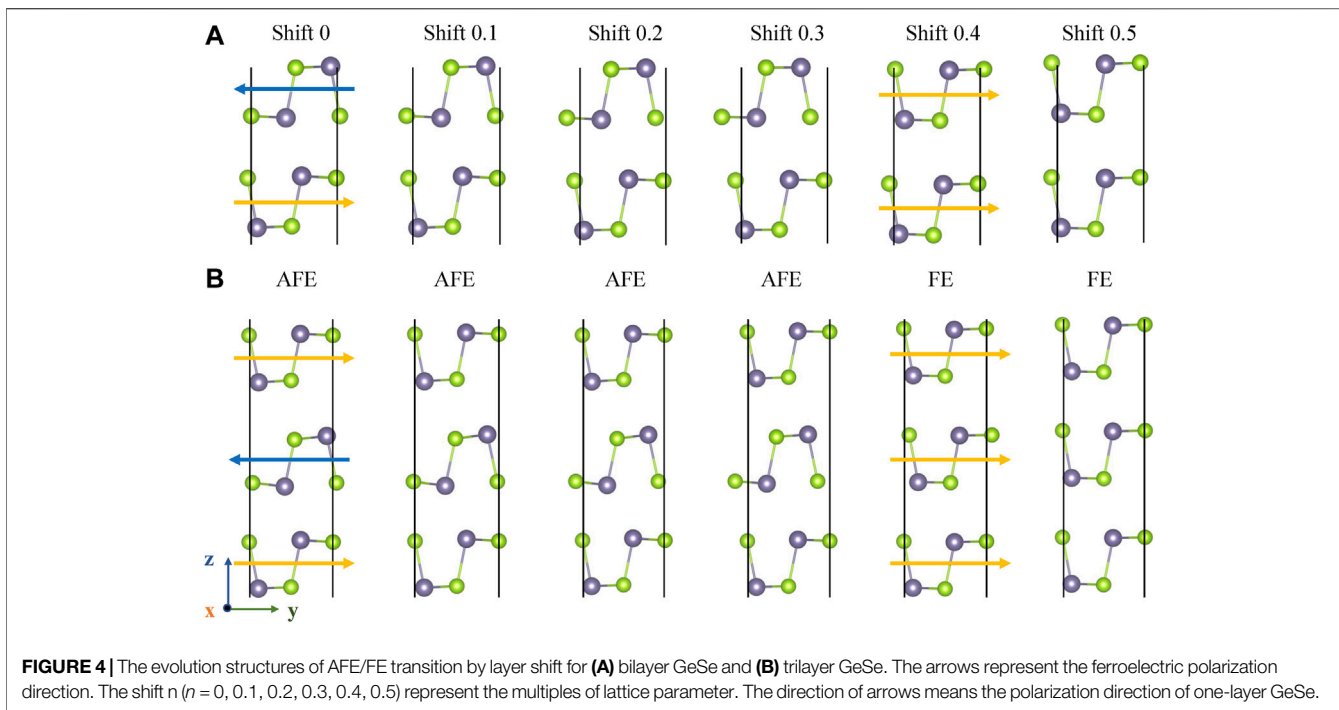 A
Shift 0 Shift 0.1 Shift 0.2 Shift 0.3 Shift 0.4 Shift 0.5
B
AFE AFE AFE AFE FE FE
z
x y
FIGURE 4 | The evolution structures of AFE/FE transition by layer shift for (A) bilayer GeSe and (B) trilayer GeSe. The arrows represent the ferroelectric polarization
direction. The shift n (n = 0, 0.1, 0.2, 0.3, 0.4, 0.5) represent the multiples of lattice parameter. The direction of arrows means the polarization direction of one-layer GeSe.